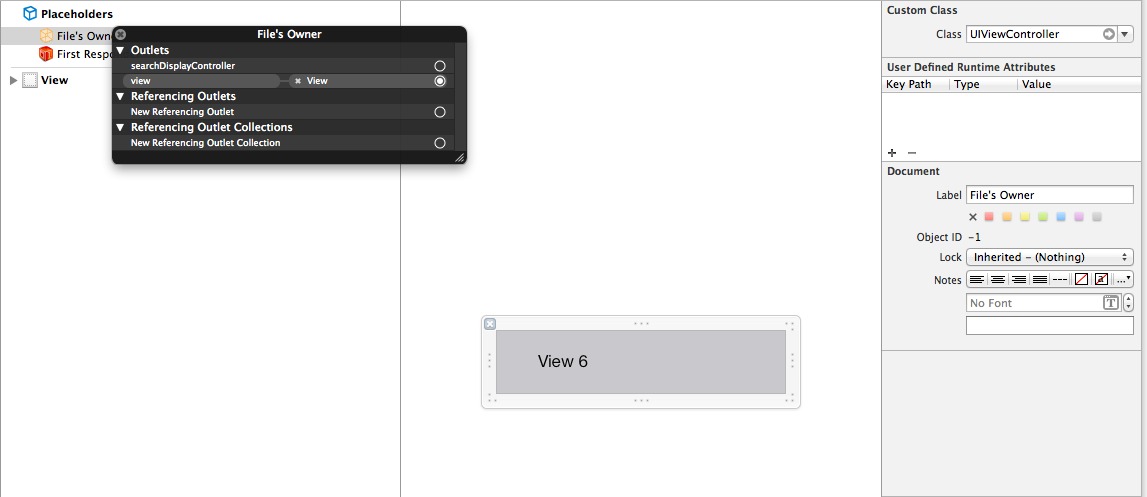 Placeholders
File's Own
First Resp
View
File's Owner
Outlets
searchDisplayController
view
View
Referencing Outlets
New Referencing Outlet
Referencing Outlet Collections
New Referencing Outlet Collection
View 6
Custom Class
Class UIViewController
User Defined Runtime Attributes
Key Path Type Value
Document
Label File's Owner
Object ID -1
Lock Inherited - (Nothing)
Notes
No Font T